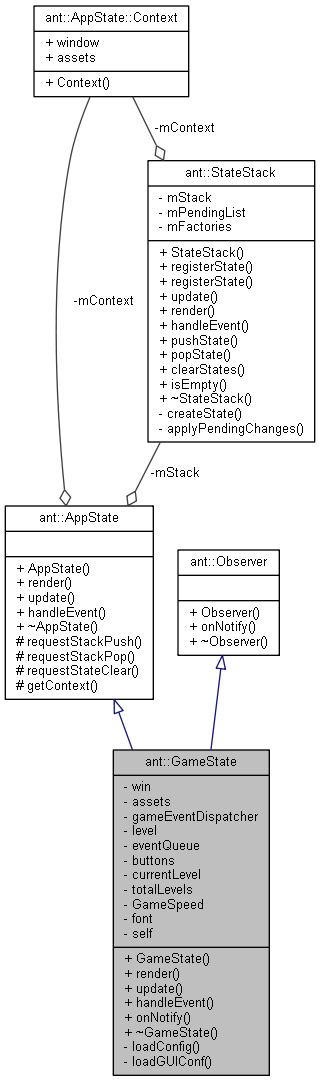 ant::AppState::Context
+ window
+ assets
+ Context()
-mContext
ant::StateStack
- mStack
- mPendingList
- mFactories
+ StateStack()
+ registerState()
+ registerState()
+ update()
+ render()
+ handleEvent()
+ pushState()
+ popState()
+ clearStates()
+ isEmpty()
+ ~StateStack()
- createState()
- applyPendingChanges()
-mContext
-mStack
ant::AppState
+ AppState()
+ render()
+ update()
+ handleEvent()
+ ~AppState()
# requestStackPush()
# requestStackPop()
# requestStateClear()
# getContext()
ant::Observer
+ Observer()
+ onNotify()
+ ~Observer()
ant::GameState
- win
- assets
- gameEventDispatcher
- level
- eventQueue
- buttons
- currentLevel
- totalLevels
- GameSpeed
- font
- self
+ GameState()
+ render()
+ update()
+ handleEvent()
+ onNotify()
+ ~GameState()
- loadConfig()
- loadGUIConf()